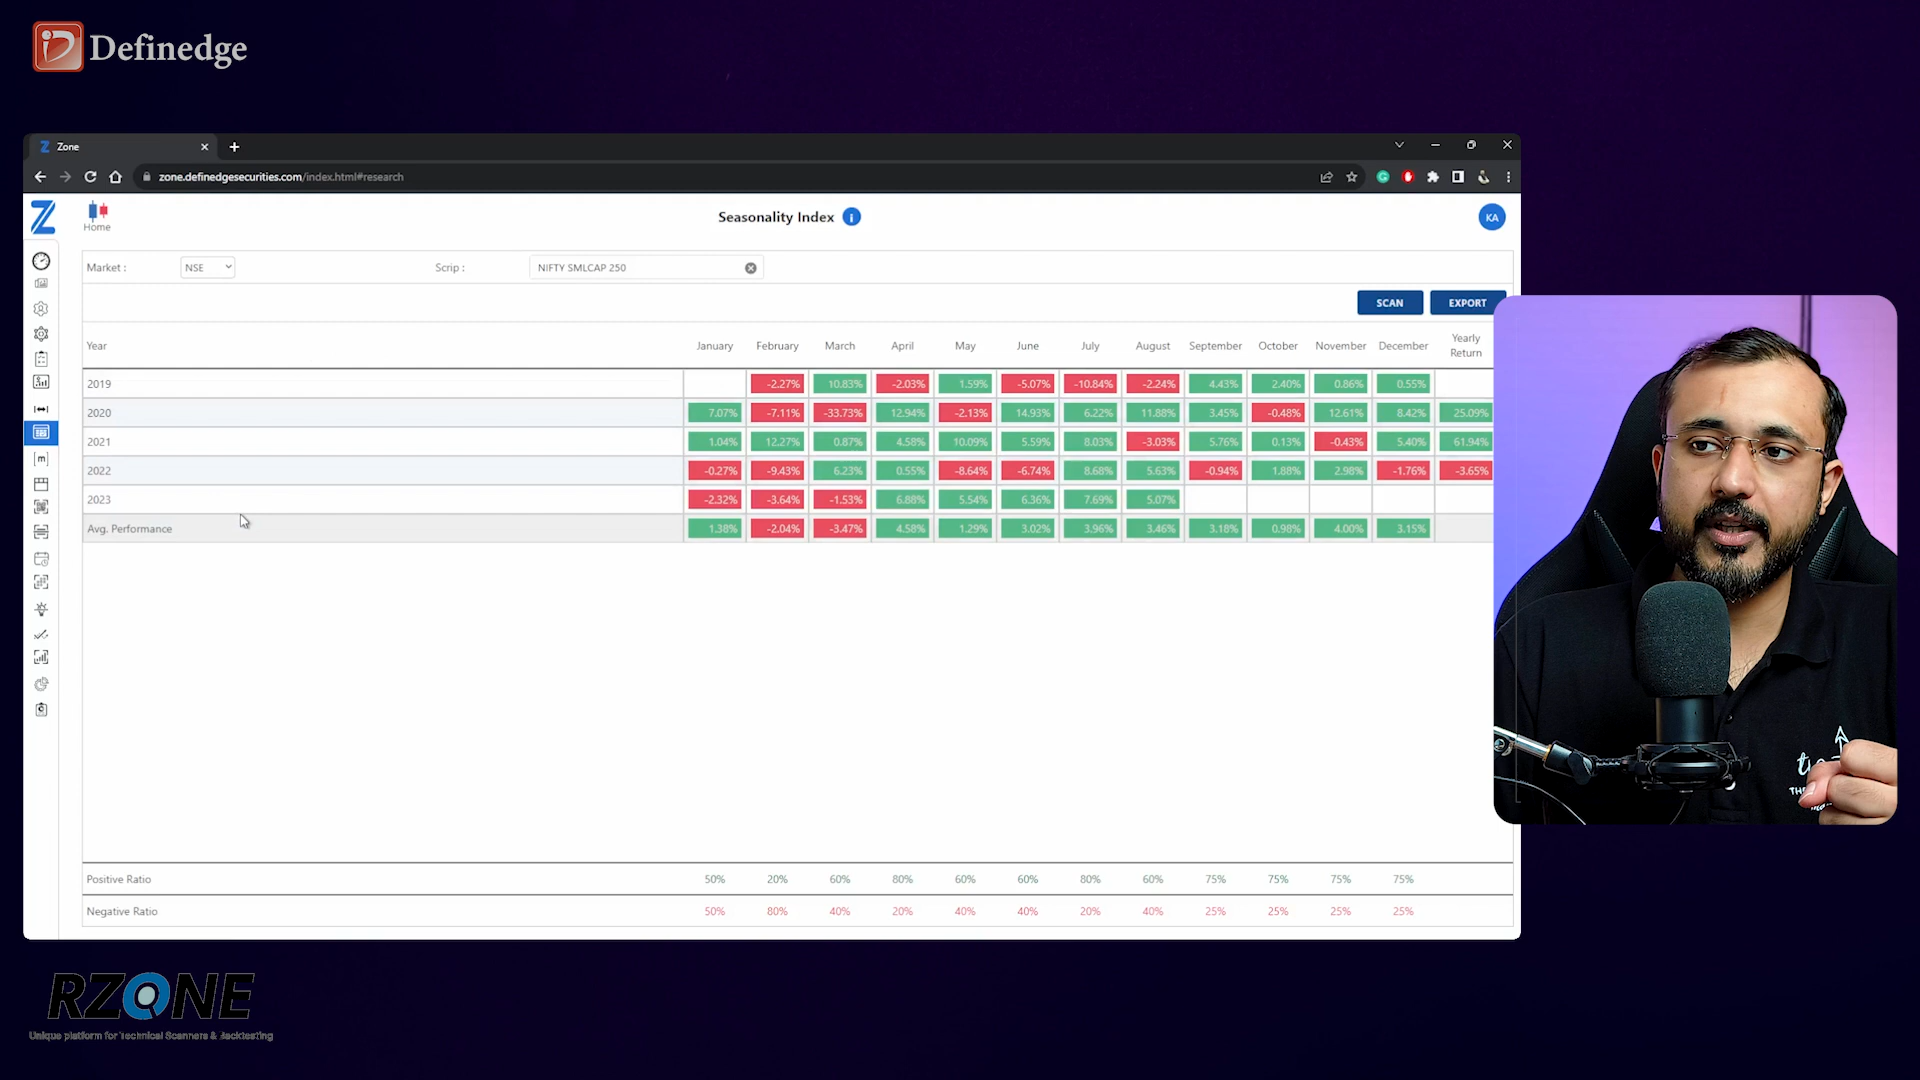 Definedge
Zone
zone.definedgesecurities.com/index.html#research
Home
Seasonality Index
KA
Market : NSE Scrip : NIFTY SMLCAP 250
SCAN EXPORT
Year January February March April May June July August September October November December Yearly Return
2019 -2.27% 10.83% -2.03% 1.59% -5.07% -10.84% -2.24% 4.43% 2.40% 0.86% 0.55%
2020 7.07% -7.11% -33.73% 12.94% -2.13% 14.93% 6.22% 11.88% 3.45% -0.48% 12.61% 8.42% 25.09%
2021 1.04% 12.27% 0.87% 4.58% 10.09% 5.59% 8.03% -3.03% 5.76% 0.13% -0.43% 5.40% 61.94%
2022 -0.27% -9.43% 6.23% 0.55% -8.64% -6.74% 8.68% 5.63% -0.94% 1.88% 2.98% -1.76% -3.65%
2023 -2.32% -3.64% -1.53% 6.88% 5.54% 6.36% 7.69% 5.07%
Avg. Performance 1.38% -2.04% -3.47% 4.58% 1.29% 3.02% 3.96% 3.46% 3.18% 0.98% 4.00% 3.15%
Positive Ratio 50% 20% 60% 80% 60% 60% 80% 60% 75% 75% 75% 75%
Negative Ratio 50% 80% 40% 20% 40% 40% 20% 40% 25% 25% 25% 25%
RZONE
Unique platform for Technical Scanners & Backtesting